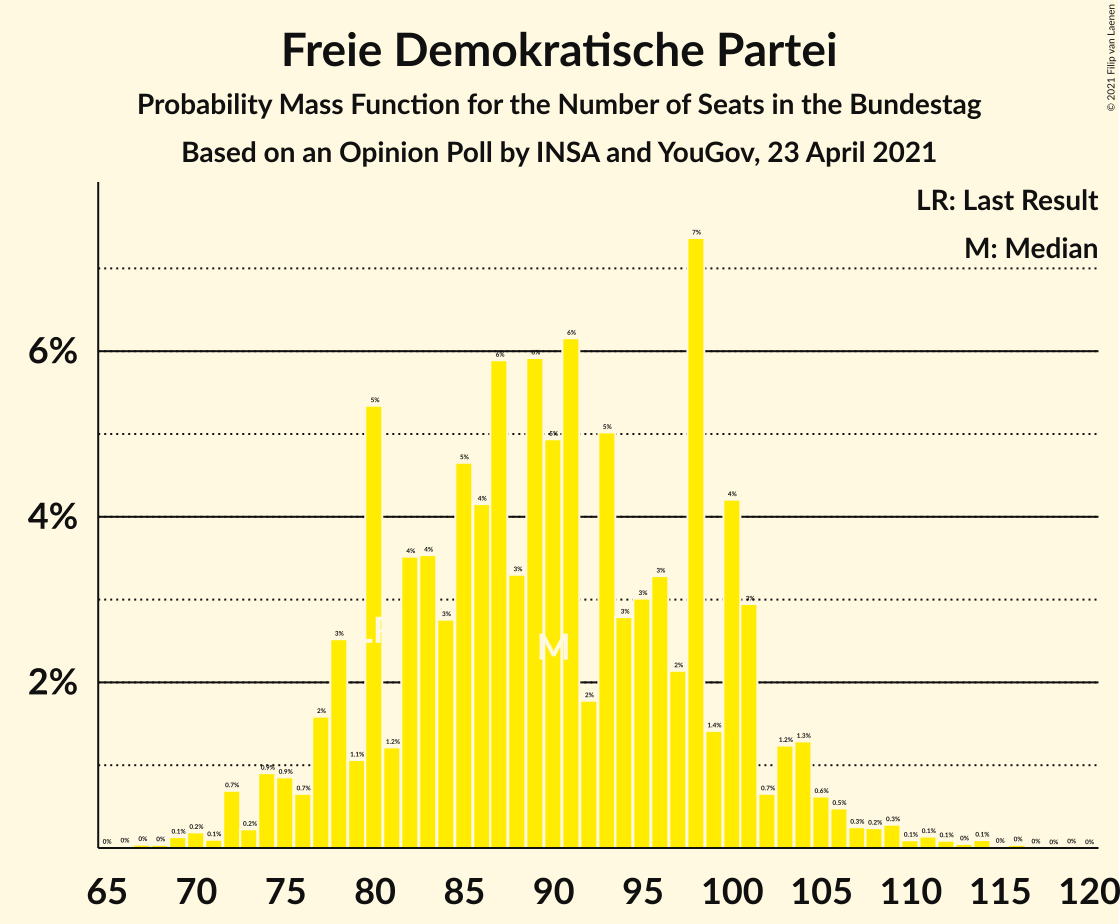 Freie Demokratische Partei
Probability Mass Function for the Number of Seats in the Bundestag
Based on an Opinion Poll by INSA and YouGov, 23 April 2021
© 2021 Filip van Laenen
LR: Last Result
M: Median
6%
4%
2%
0% 0% 0% 0% 0.1% 0.2% 0.1% 0.7% 0.2% 0.9% 0.9% 0.7% 2% 3% 1.1% 5% 1.2% 4% 4% 3% 5% 4% 6% 3% 6% 5% 6% 2% 5% 3% 3% 3% 2% 7% 1.4% 4% 3% 0.7% 1.2% 1.3% 0.6% 0.5% 0.3% 0.2% 0.3% 0.1% 0.1% 0.1% 0% 0.1% 0% 0% 0% 0% 0% 0%
LR
M
65 70 75 80 85 90 95 100 105 110 115 120